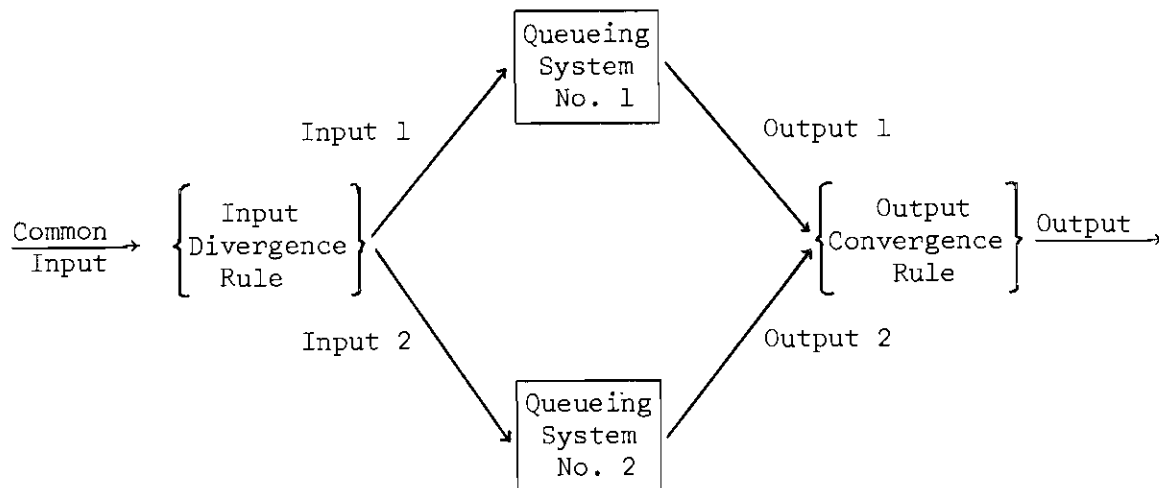 Queueing
System
No. 1
Input 1
Output 1
Common
Input
Input
Divergence
Rule
Output
Convergence
Rule
Output
Input 2
Output 2
Queueing
System
No. 2